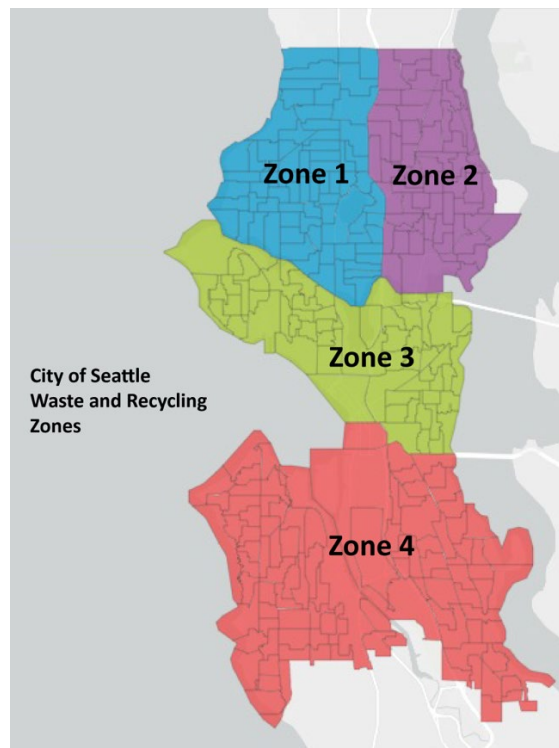 Zone 1
Zone 2
Zone 3
City of Seattle
Waste and Recycling
Zones
Zone 4